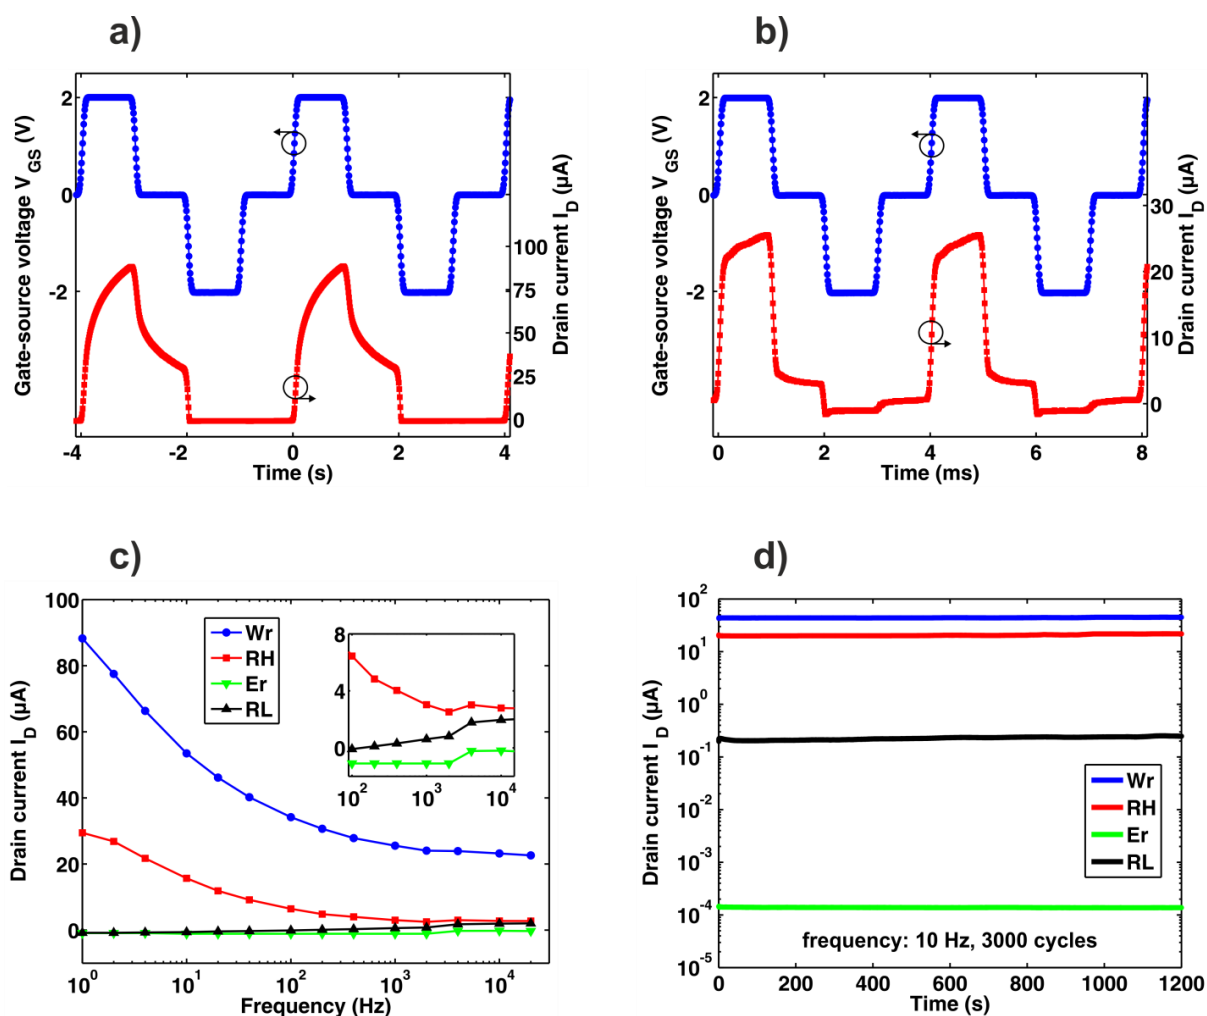 a)
2
0
-2
Gate-source voltage V_GS (V)
100
75
50
25
0
Drain current I_D (µA)
-4
-2
0
2
4
Time (s)
b)
2
0
-2
Gate-source voltage V_GS (V)
30
20
10
0
Drain current I_D (µA)
0
2
4
6
8
Time (ms)
c)
100
80
60
40
20
0
Drain current I_D (µA)
Wr
RH
Er
RL
8
4
0
10^2
10^3
10^4
10^0
10^1
10^2
10^3
10^4
Frequency (Hz)
d)
10^2
10^1
10^0
10^-1
10^-2
10^-3
10^-4
10^-5
Drain current I_D (µA)
Wr
RH
Er
RL
frequency: 10 Hz, 3000 cycles
0
200
400
600
800
1000
1200
Time (s)